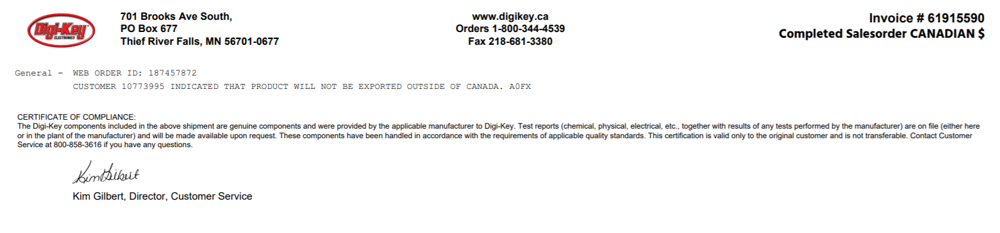 Digi-Key
ELECTRONICS
701 Brooks Ave South,
PO Box 677
Thief River Falls, MN 56701-0677
www.digikey.ca
Orders 1-800-344-4539
Fax 218-681-3380
Invoice # 61915590
Completed Salesorder CANADIAN $
General - WEB ORDER ID: 187457872
CUSTOMER 10773995 INDICATED THAT PRODUCT WILL NOT BE EXPORTED OUTSIDE OF CANADA. A0FX
CERTIFICATE OF COMPLIANCE:
The Digi-Key components included in the above shipment are genuine components and were provided by the applicable manufacturer to Digi-Key. Test reports (chemical, physical, electrical, etc., together with results of any tests performed by the manufacturer) are on file (either here
or in the plant of the manufacturer) and will be made available upon request. These components have been handled in accordance with the requirements of applicable quality standards. This certification is valid only to the original customer and is not transferable. Contact Customer
Service at 800-858-3616 if you have any questions.
Kim Gilbert
Kim Gilbert, Director, Customer Service